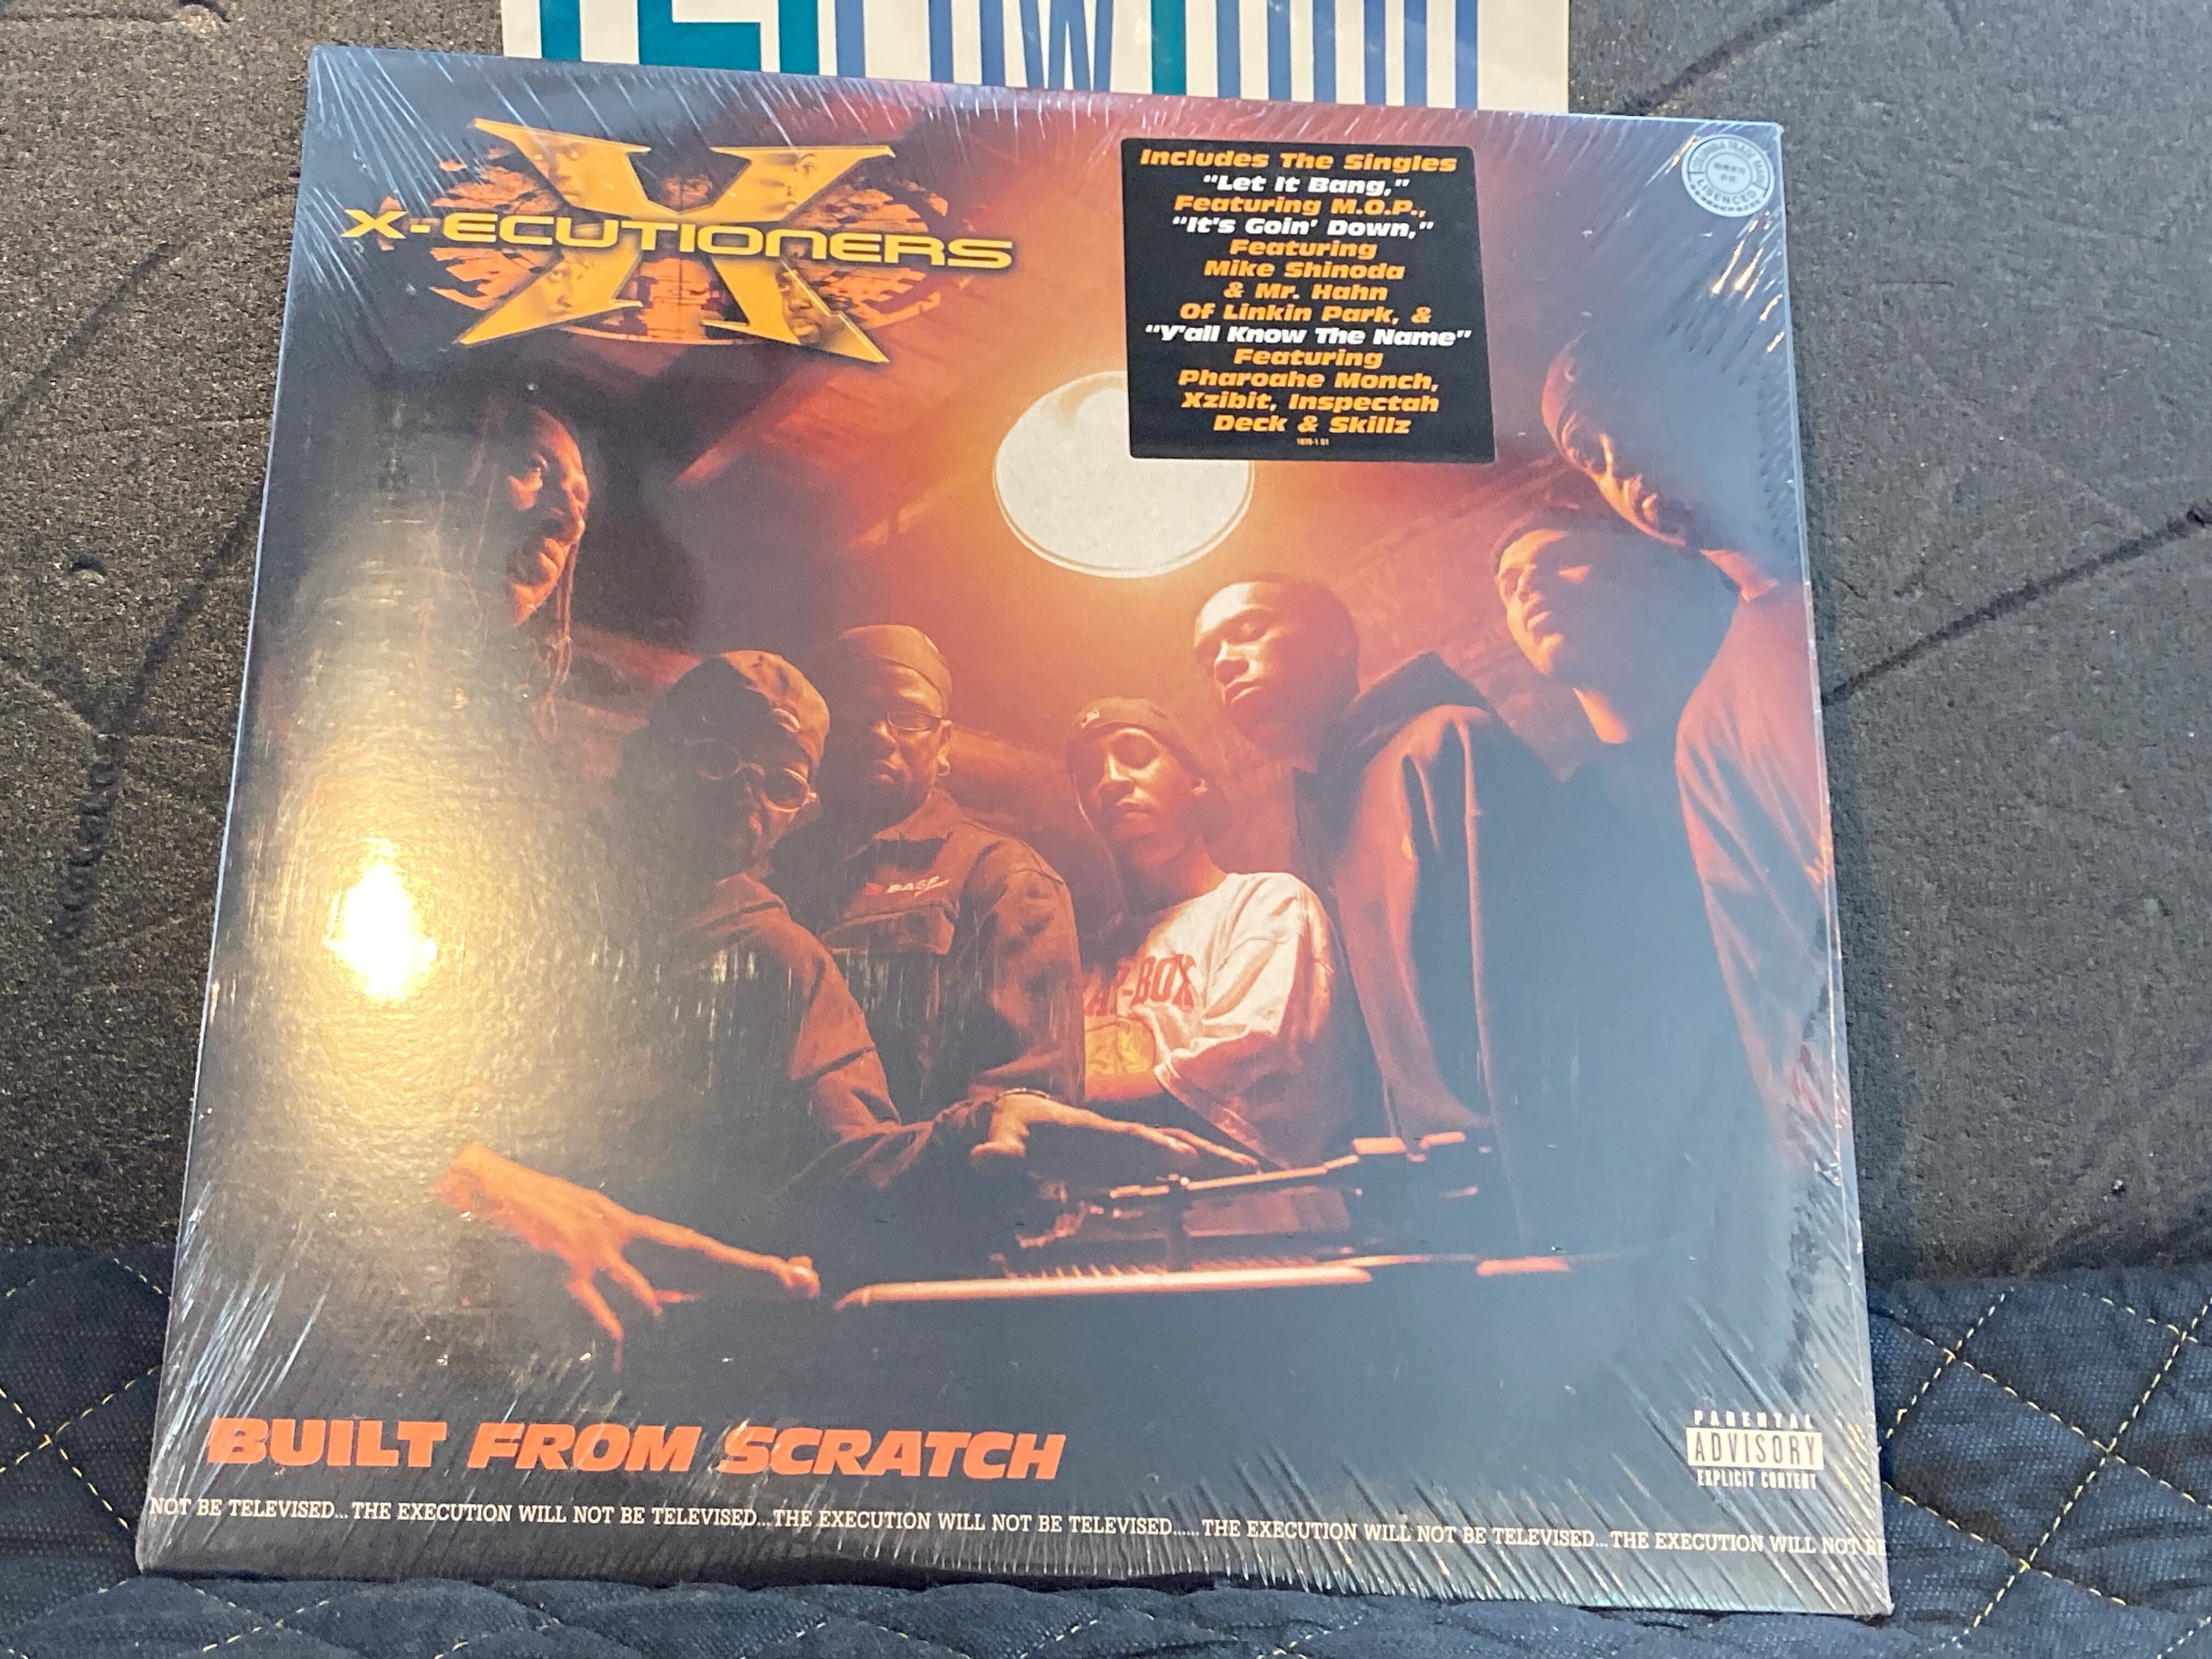 X-ECUTIONERS
Includes The Singles
"Let It Bang,"
Featuring M.O.P.,
"It's Goin' Down,"
Featuring
Mike Shinoda
& Mr. Hahn
Of Linkin Park, &
"Y'all Know The Name"
Featuring
Pharoahe Monch,
Xzibit, Inspectah
Deck & Skillz
LISENCED
BASE
P-BOX
BUILT FROM SCRATCH
PARENTAL
ADVISORY
EXPLICIT CONTENT
NOT BE TELEVISED...THE EXECUTION WILL NOT BE TELEVISED...THE EXECUTION WILL NOT BE TELEVISED......THE EXECUTION WILL NOT BE TELEVISED...THE EXECUTION WILL NOT BE